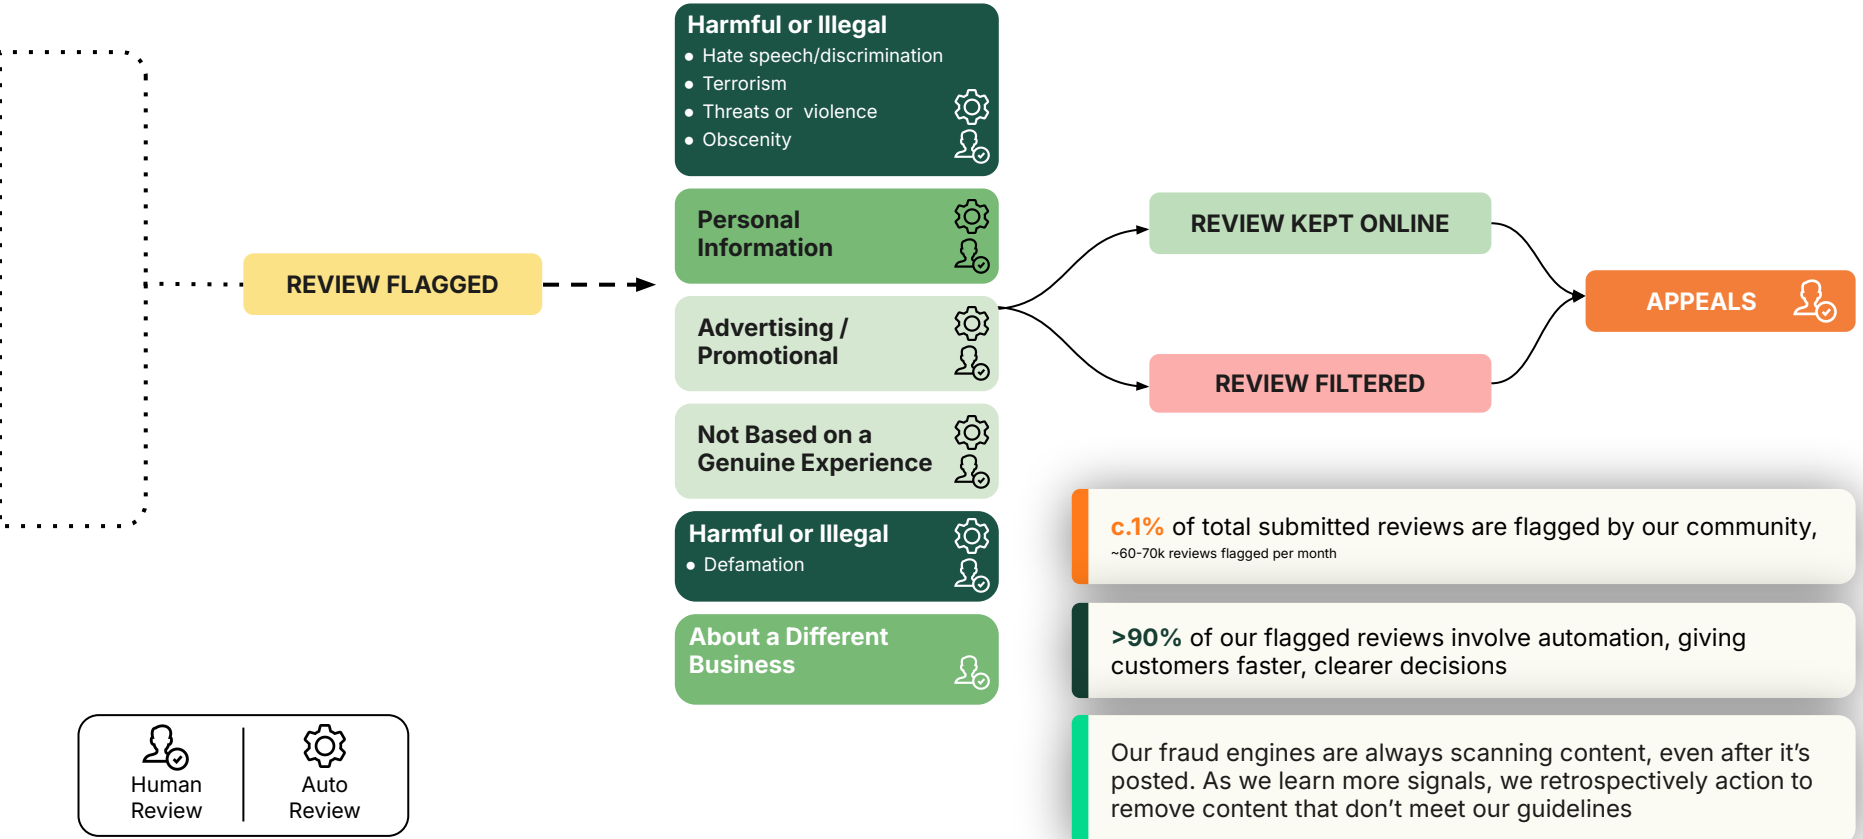 Harmful or Illegal
● Hate speech/discrimination
● Terrorism
● Threats or violence
● Obscenity
Personal
Information
Advertising /
Promotional
Not Based on a
Genuine Experience
Harmful or Illegal
● Defamation
About a Different
Business
REVIEW FLAGGED
REVIEW KEPT ONLINE
REVIEW FILTERED
APPEALS
c.1% of total submitted reviews are flagged by our community,
~60-70k reviews flagged per month
>90% of our flagged reviews involve automation, giving
customers faster, clearer decisions
Our fraud engines are always scanning content, even after it’s
posted. As we learn more signals, we retrospectively action to
remove content that don’t meet our guidelines
Human
Review
Auto
Review